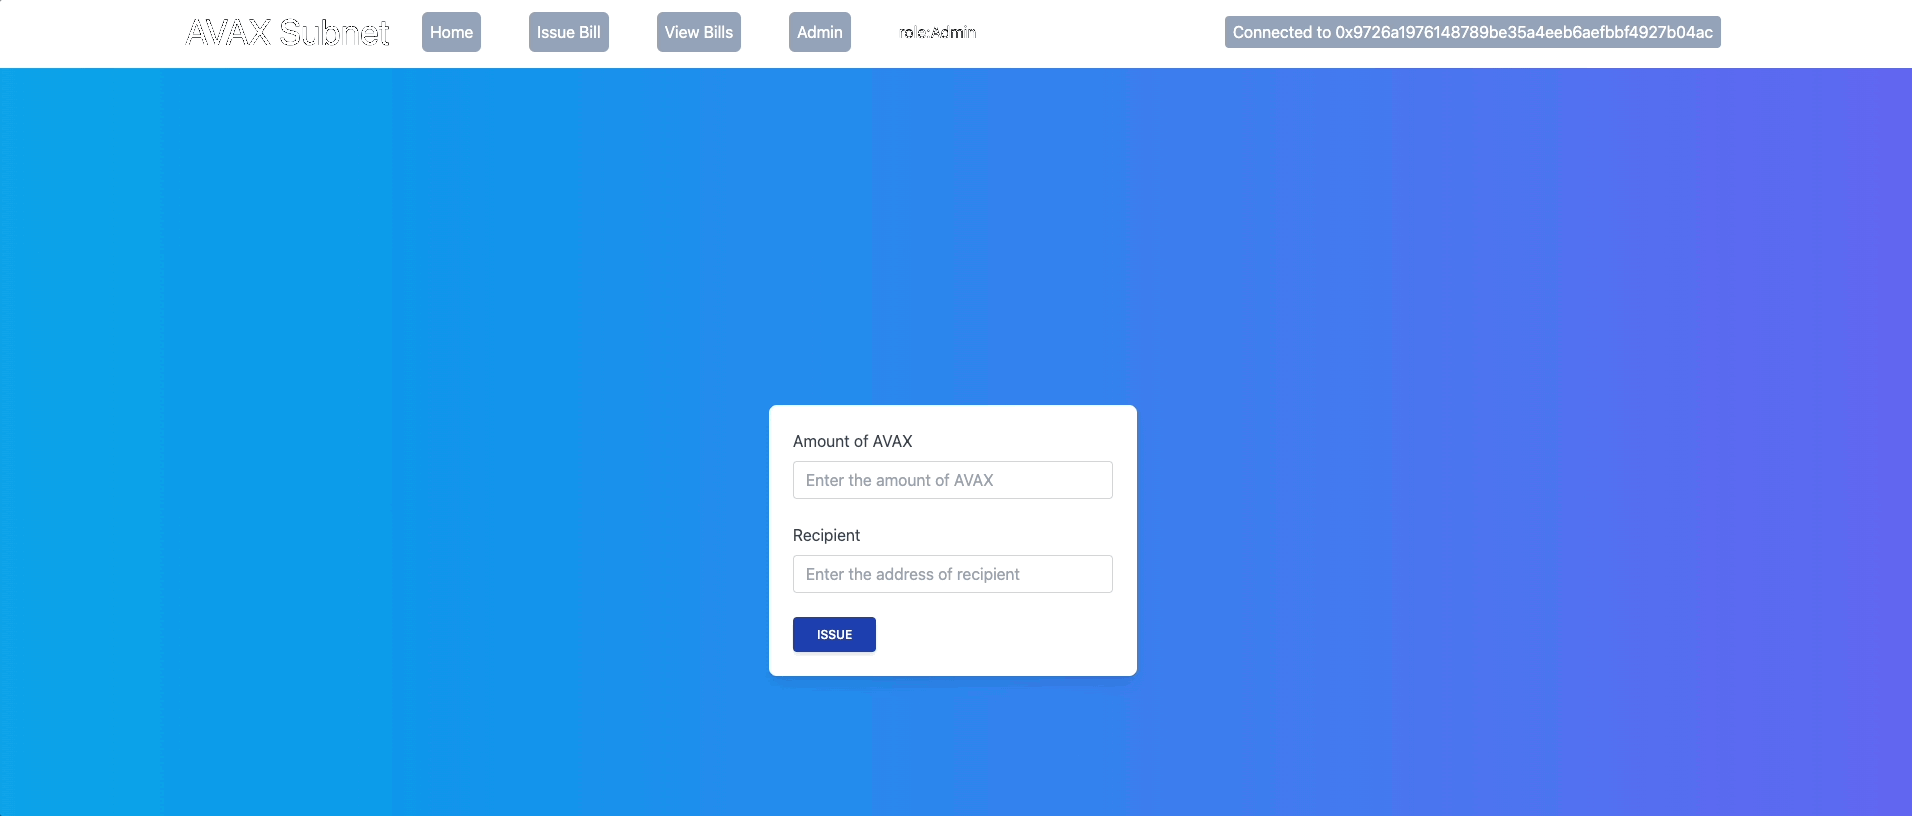 AVAX Subnet Home Issue Bill View Bills Admin role:Admin Connected to 0x9726a1976148789be35a4eeb6aefbbf4927b04ac
Amount of AVAX
Enter the amount of AVAX
Recipient
Enter the address of recipient
ISSUE